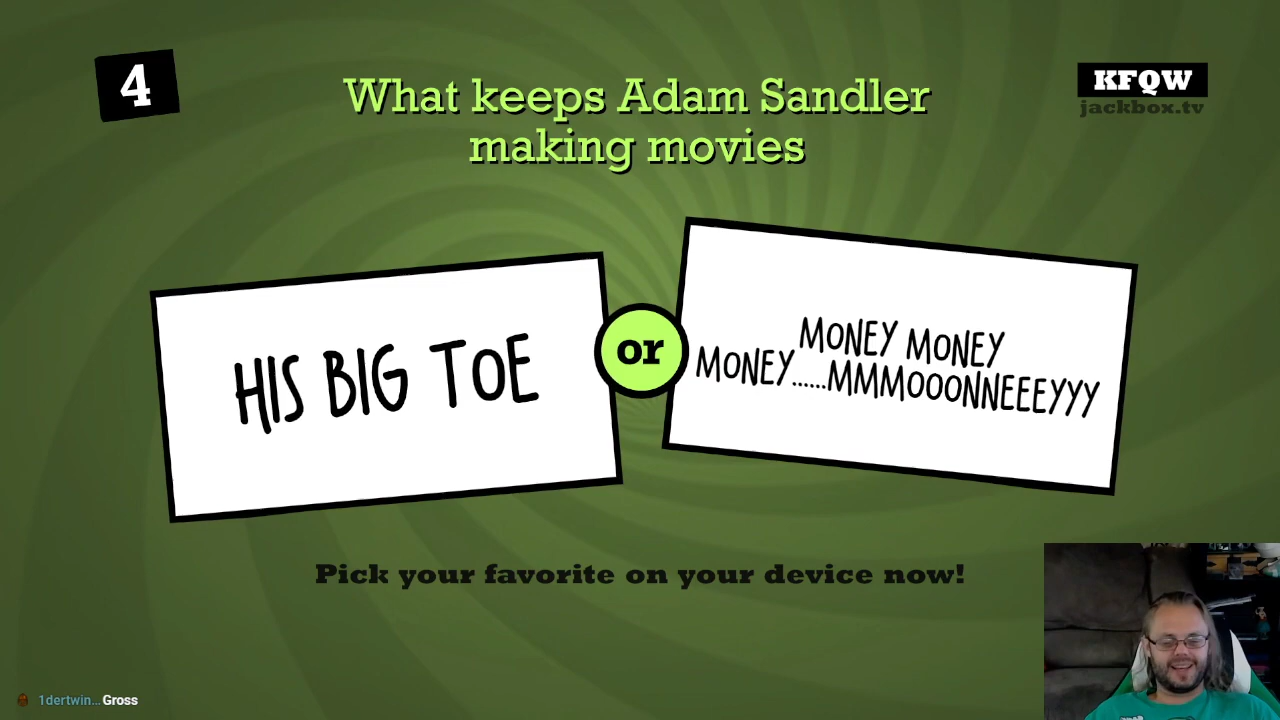 4
What keeps Adam Sandler
making movies
KFQW
jackbox.tv
HIS BIG TOE
or
MONEY MONEY
MONEY......MMMOOONNEEEYYY
Pick your favorite on your device now!
1dertwin... Gross